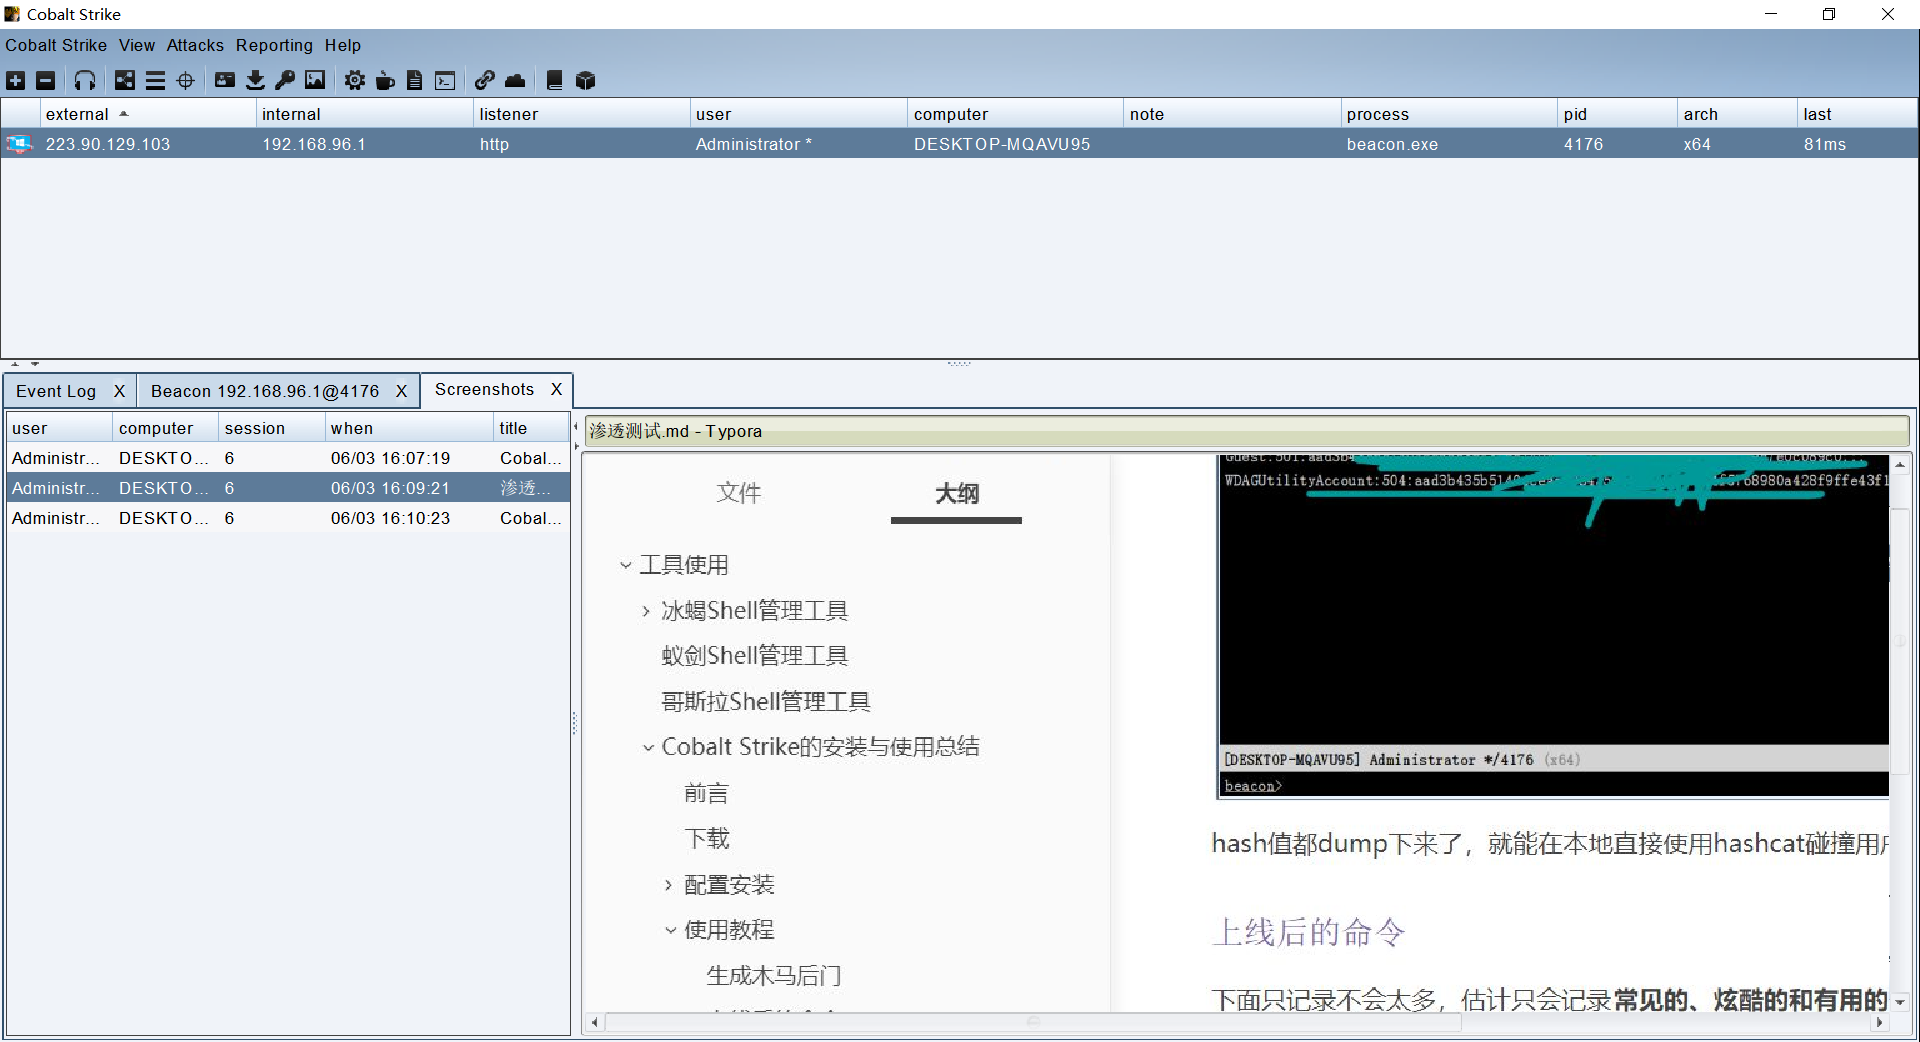 Cobalt Strike
Cobalt Strike View Attacks Reporting Help
external internal listener user computer note process pid arch last
223.90.129.103 192.168.96.1 http Administrator * DESKTOP-MQAVU95 beacon.exe 4176 x64 81ms
Event Log X Beacon 192.168.96.1@4176 X Screenshots X
user computer session when title
Administr... DESKTO... 6 06/03 16:07:19 Cobal...
Administr... DESKTO... 6 06/03 16:09:21 渗透...
Administr... DESKTO... 6 06/03 16:10:23 Cobal...
渗透测试.md - Typora
文件 大纲
工具使用
冰蝎Shell管理工具
蚁剑Shell管理工具
哥斯拉Shell管理工具
Cobalt Strike的安装与使用总结
前言
下载
配置安装
使用教程
生成木马后门
WDAGUtilityAccount:504:aad3b435b514
[DESKTOP-MQAVU95] Administrator */4176 (x64)
beacon>
hash值都dump下来了，就能在本地直接使用hashcat碰撞用
上线后的命令
下面只记录不会太多，估计只会记录常见的、炫酷的和有用的